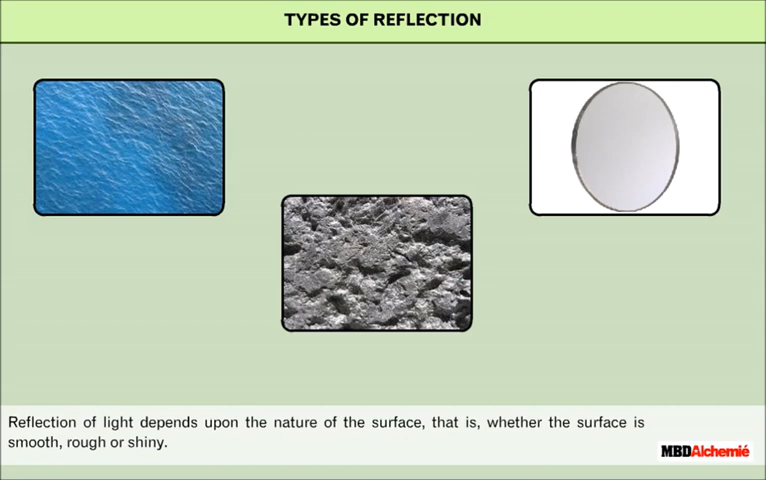 TYPES OF REFLECTION
Reflection of light depends upon the nature of the surface, that is, whether the surface is
smooth, rough or shiny.
MBDAlchemié